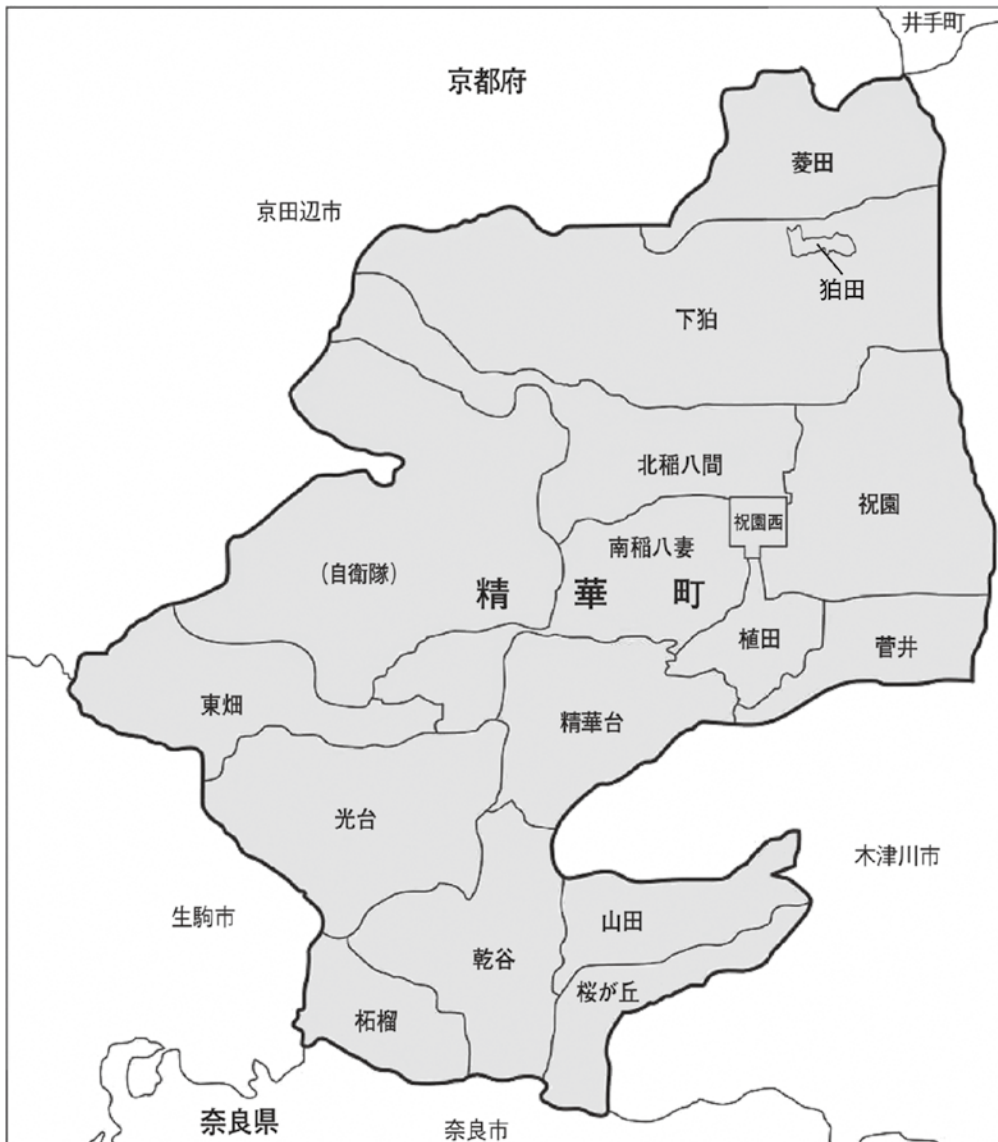 井手町
京都府
菱田
京田辺市
狛田
下狛
北稲八間
祝園
祝園西
南稲八妻
(自衛隊)
精華町
植田
菅井
東畑
精華台
光台
木津川市
生駒市
山田
乾谷
桜が丘
柘榴
奈良県
奈良市